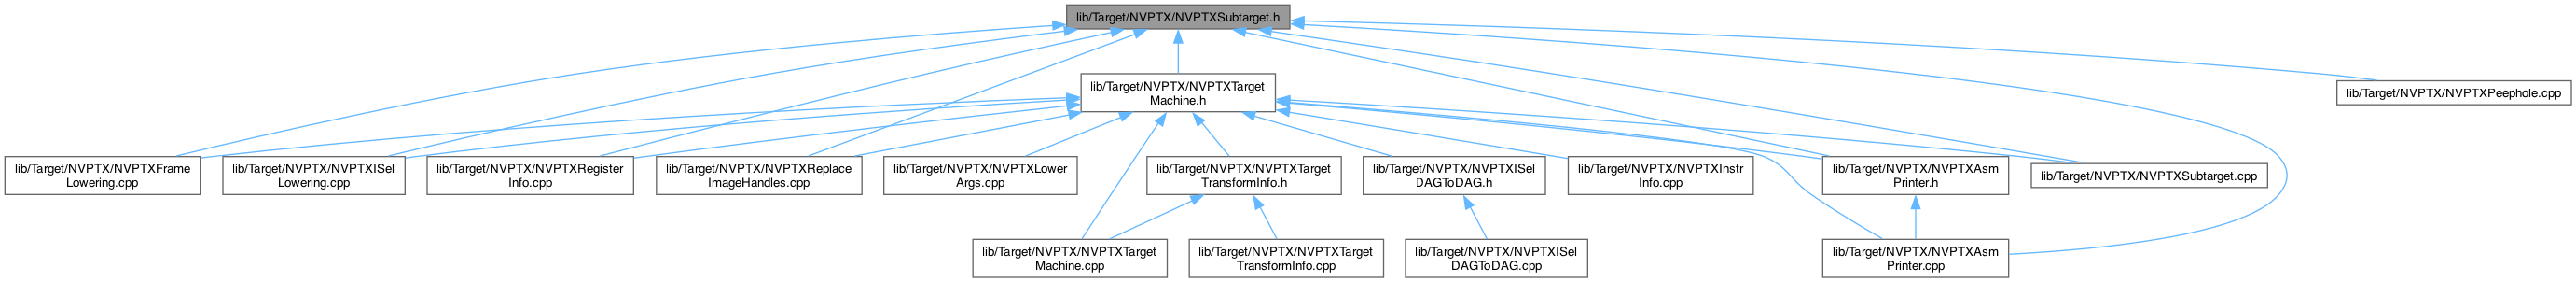 lib/Target/NVPTX/NVPTXSubtarget.h
lib/Target/NVPTX/NVPTXTarget
Machine.h
lib/Target/NVPTX/NVPTXPeephole.cpp
lib/Target/NVPTX/NVPTXFrame
Lowering.cpp
lib/Target/NVPTX/NVPTXISel
Lowering.cpp
lib/Target/NVPTX/NVPTXRegister
Info.cpp
lib/Target/NVPTX/NVPTXReplace
ImageHandles.cpp
lib/Target/NVPTX/NVPTXLower
Args.cpp
lib/Target/NVPTX/NVPTXTarget
TransformInfo.h
lib/Target/NVPTX/NVPTXISel
DAGToDAG.h
lib/Target/NVPTX/NVPTXInstr
Info.cpp
lib/Target/NVPTX/NVPTXAsm
Printer.h
lib/Target/NVPTX/NVPTXSubtarget.cpp
lib/Target/NVPTX/NVPTXTarget
Machine.cpp
lib/Target/NVPTX/NVPTXTarget
TransformInfo.cpp
lib/Target/NVPTX/NVPTXISel
DAGToDAG.cpp
lib/Target/NVPTX/NVPTXAsm
Printer.cpp